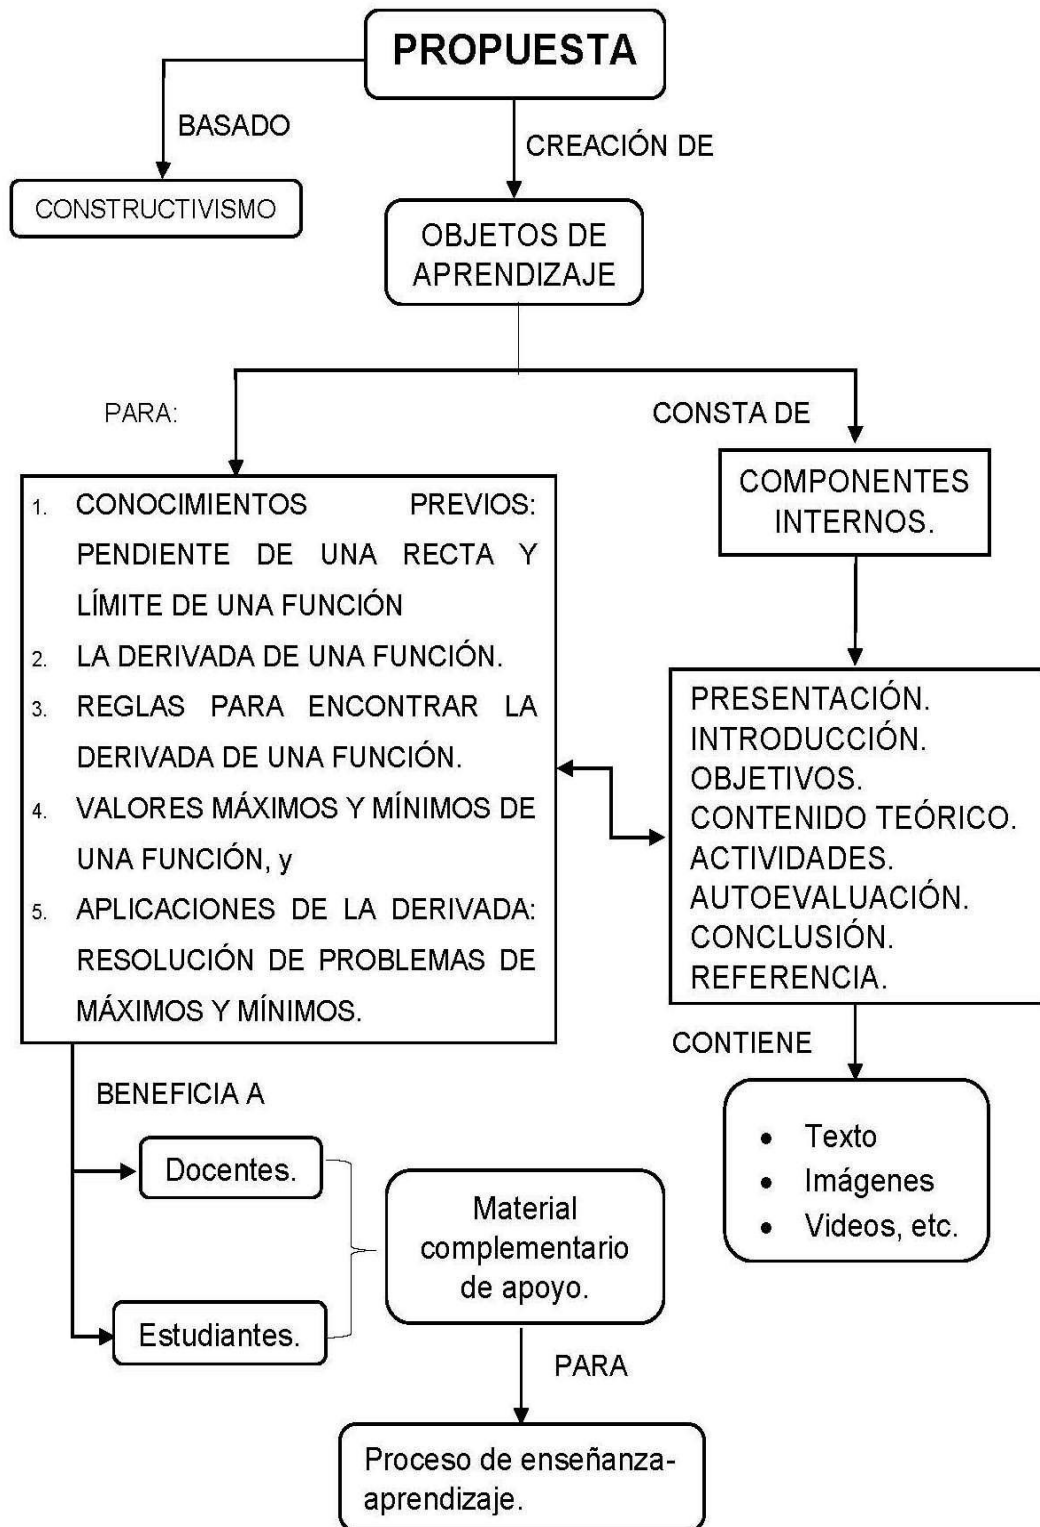 PROPUESTA
BASADO
CREACIÓN DE
CONSTRUCTIVISMO
OBJETOS DE
APRENDIZAJE
PARA:
CONSTA DE
1. CONOCIMIENTOS PREVIOS:
PENDIENTE DE UNA RECTA Y
LÍMITE DE UNA FUNCIÓN
2. LA DERIVADA DE UNA FUNCIÓN.
3. REGLAS PARA ENCONTRAR LA
DERIVADA DE UNA FUNCIÓN.
4. VALORES MÁXIMOS Y MÍNIMOS DE
UNA FUNCIÓN, y
5. APLICACIONES DE LA DERIVADA:
RESOLUCIÓN DE PROBLEMAS DE
MÁXIMOS Y MÍNIMOS.
COMPONENTES
INTERNOS.
PRESENTACIÓN.
INTRODUCCIÓN.
OBJETIVOS.
CONTENIDO TEÓRICO.
ACTIVIDADES.
AUTOEVALUACIÓN.
CONCLUSIÓN.
REFERENCIA.
CONTIENE
• Texto
• Imágenes
• Videos, etc.
BENEFICIA A
Docentes.
Estudiantes.
Material
complementario
de apoyo.
PARA
Proceso de enseñanza-
aprendizaje.